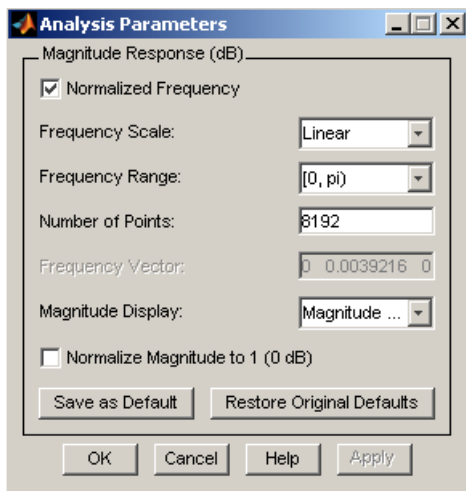 Analysis Parameters
Magnitude Response (dB)
Normalized Frequency
Frequency Scale: Linear
Frequency Range: [0, pi)
Number of Points: 8192
Frequency Vector: 0 0.0039216 0
Magnitude Display: Magnitude ...
Normalize Magnitude to 1 (0 dB)
Save as Default Restore Original Defaults
OK Cancel Help Apply